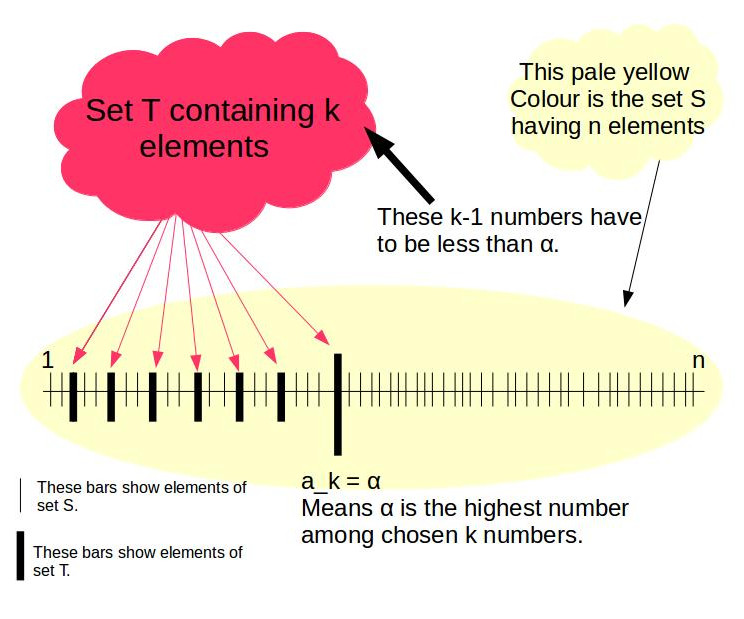 Set T containing k
elements
This pale yellow
Colour is the set S
having n elements
These k-1 numbers have
to be less than α.
1
n
a_k = α
Means α is the highest number
among chosen k numbers.
These bars show elements of
set S.
These bars show elements of
set T.